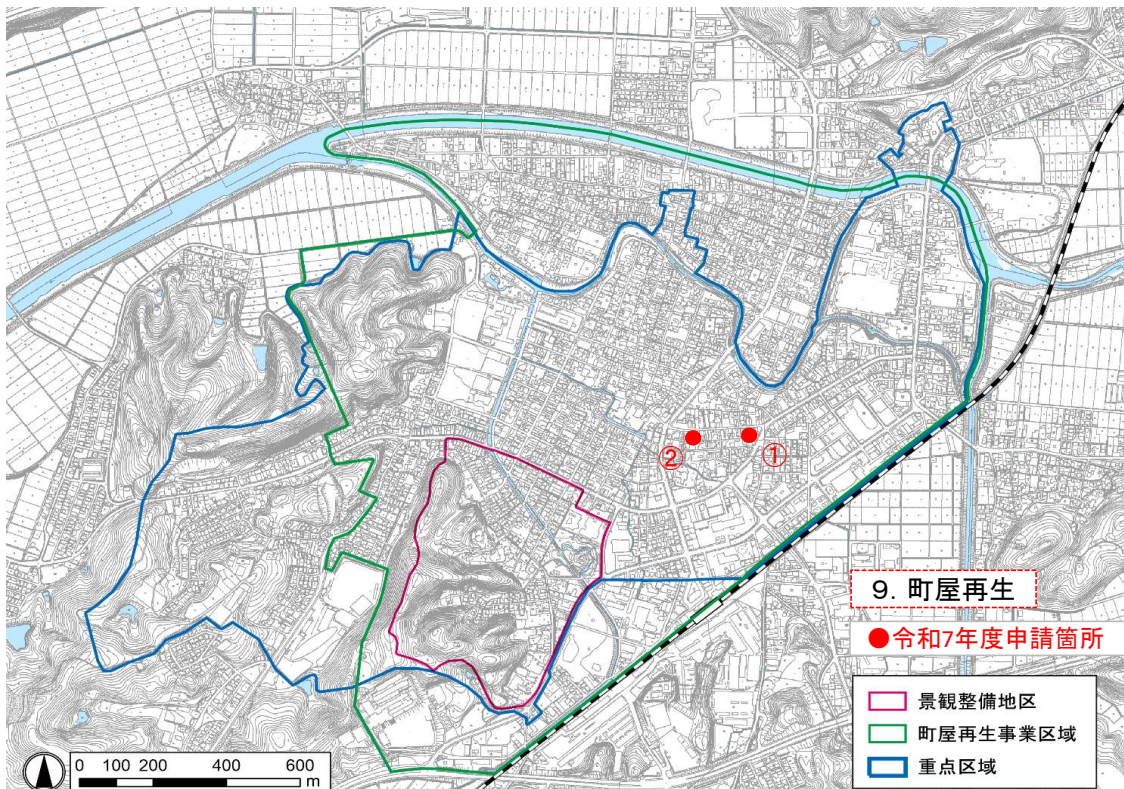 ②
①
9. 町屋再生
●令和7年度申請箇所
景観整備地区
町屋再生事業区域
重点区域
0 100 200 400 600
m